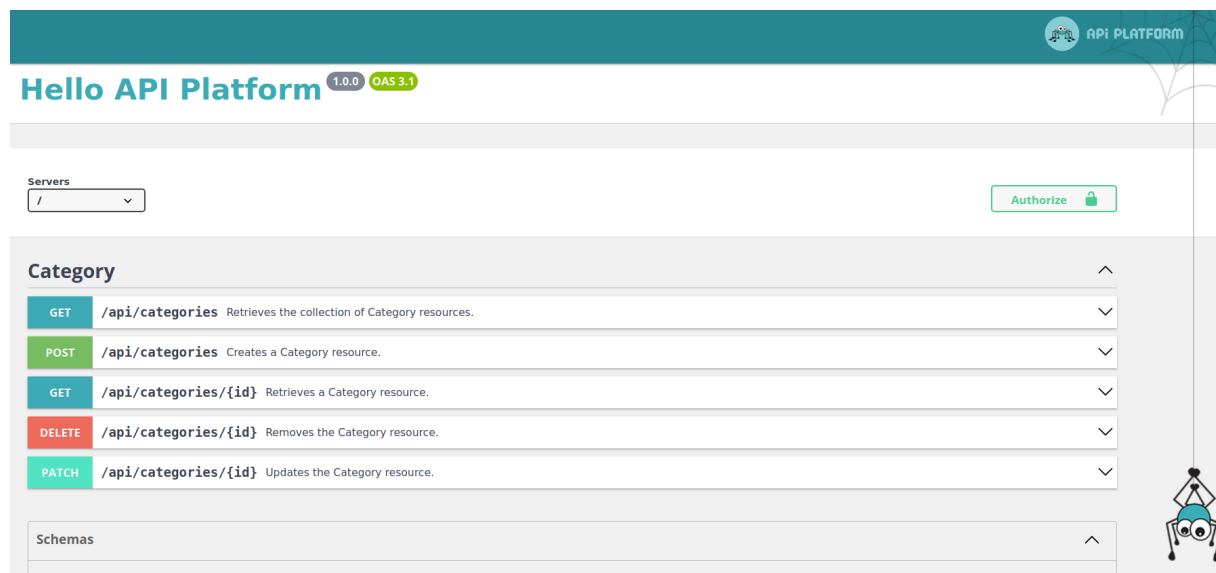 APi PLATFORM
Hello API Platform 1.0.0 OAS 3.1
Servers
/
Authorize
Category
GET /api/categories Retrieves the collection of Category resources.
POST /api/categories Creates a Category resource.
GET /api/categories/{id} Retrieves a Category resource.
DELETE /api/categories/{id} Removes the Category resource.
PATCH /api/categories/{id} Updates the Category resource.
Schemas